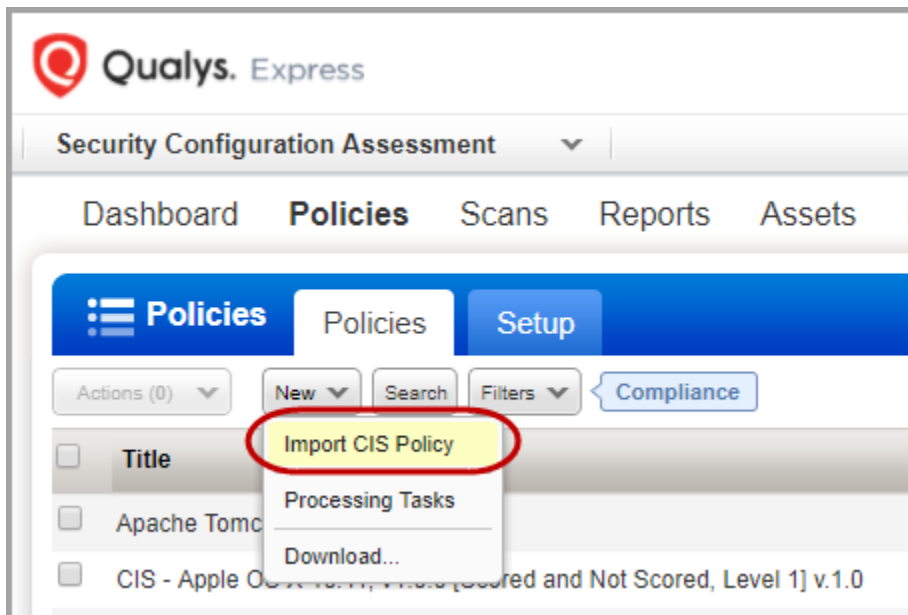 Qualys. Express
Security Configuration Assessment
Dashboard Policies Scans Reports Assets
Policies Policies Setup
Actions (0) New Search Filters Compliance
Title
Import CIS Policy
Processing Tasks
Apache Tomc
Download...
CIS - Apple OS and Not Scored, Level 1] v.1.0